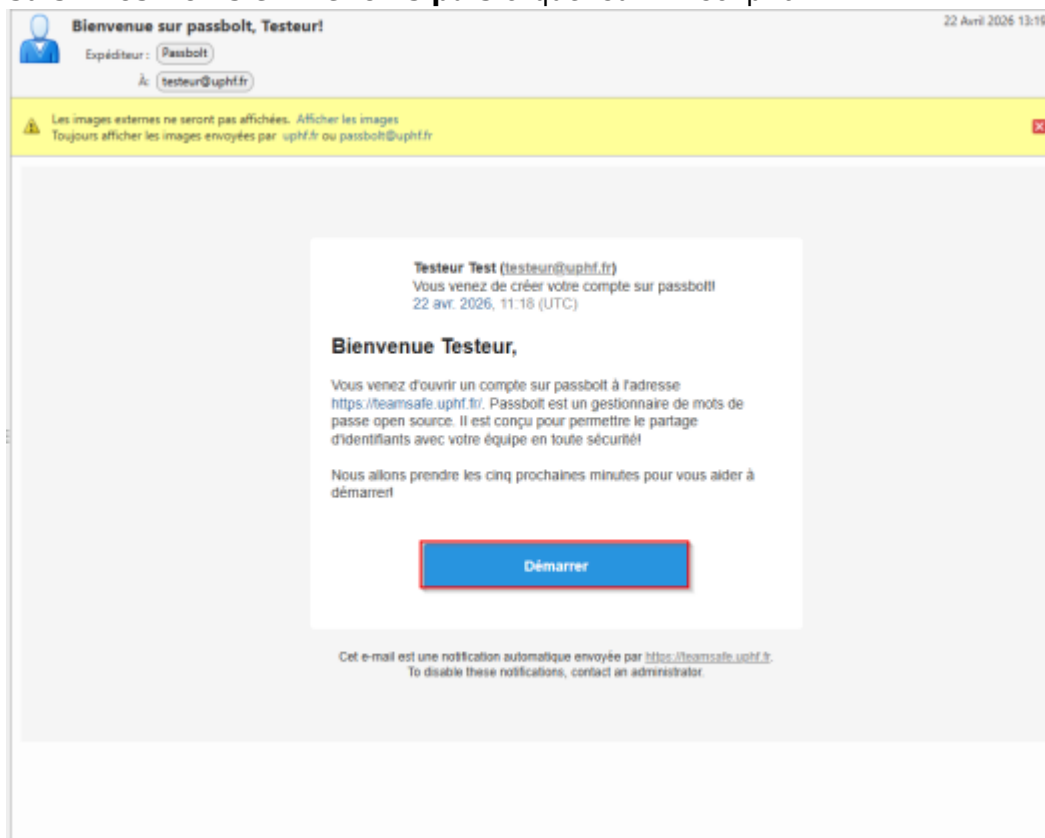 Bienvenue sur passbolt, Testeur!
22 Avril 2026 13:19
Expéditeur : Passbolt
À: testeur@uphf.fr
Les images externes ne seront pas affichées. Afficher les images
Toujours afficher les images envoyées par uphf.fr ou passbolt@uphf.fr
Testeur Test (testeur@uphf.fr)
Vous venez de créer votre compte sur passbolt!
22 avr. 2026, 11:18 (UTC)
Bienvenue Testeur,
Vous venez d'ouvrir un compte sur passbolt à l'adresse
https://teamsafe.uphf.fr/. Passbolt est un gestionnaire de mots de
passe open source. Il est conçu pour permettre le partage
d'identifiants avec votre équipe en toute sécurité!
Nous allons prendre les cinq prochaines minutes pour vous aider à
démarrer!
Démarrer
Cet e-mail est une notification automatique envoyée par https://teamsafe.uphf.fr.
To disable these notifications, contact an administrator.